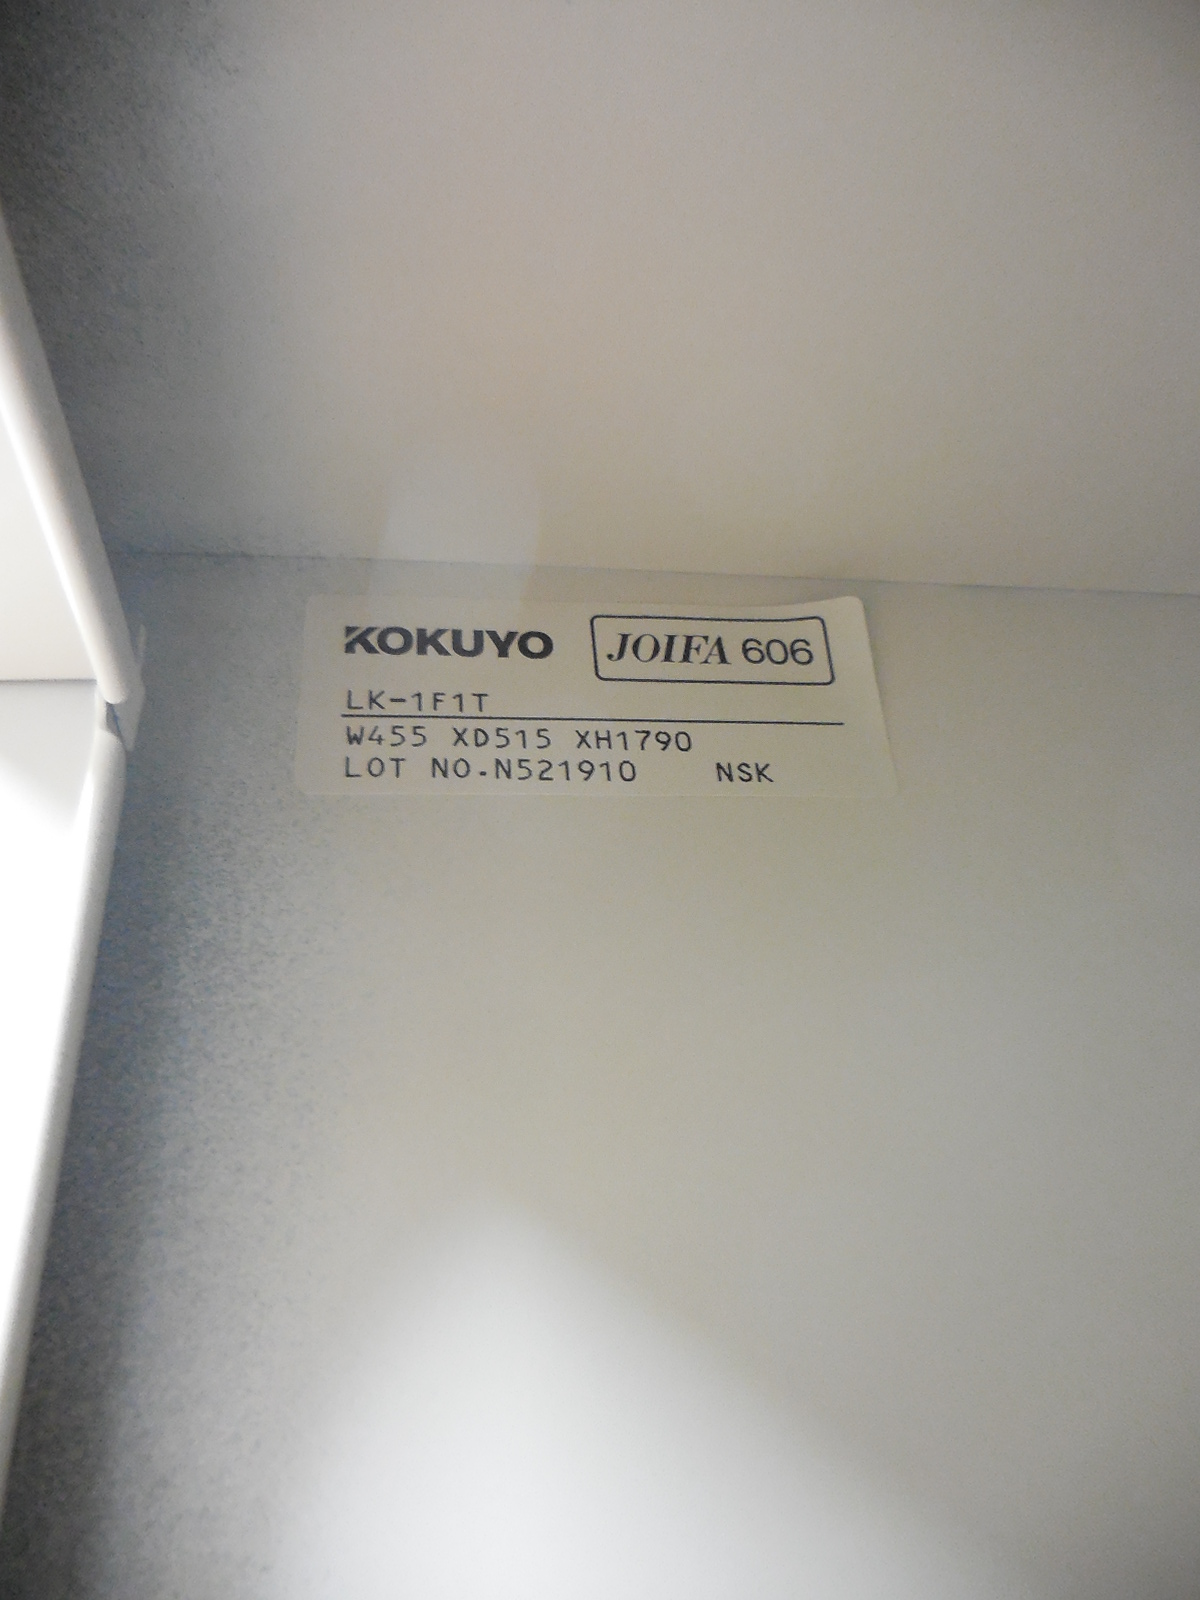 KOKUYO JOIFA 606
LK-1F1T
W455 XD515 XH1790
LOT NO.N521910 NSK